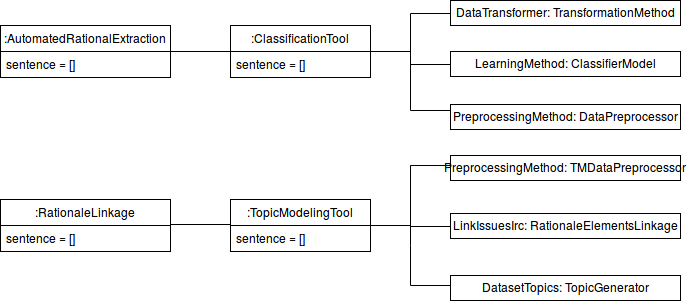 :AutomatedRationalExtraction
sentence = []
:ClassificationTool
sentence = []
DataTransformer: TransformationMethod
LearningMethod: ClassifierModel
PreprocessingMethod: DataPreprocessor
:RationaleLinkage
sentence = []
:TopicModelingTool
sentence = []
PreprocessingMethod: TMDataPreprocessor
LinkIssuesIrc: RationaleElementsLinkage
DatasetTopics: TopicGenerator